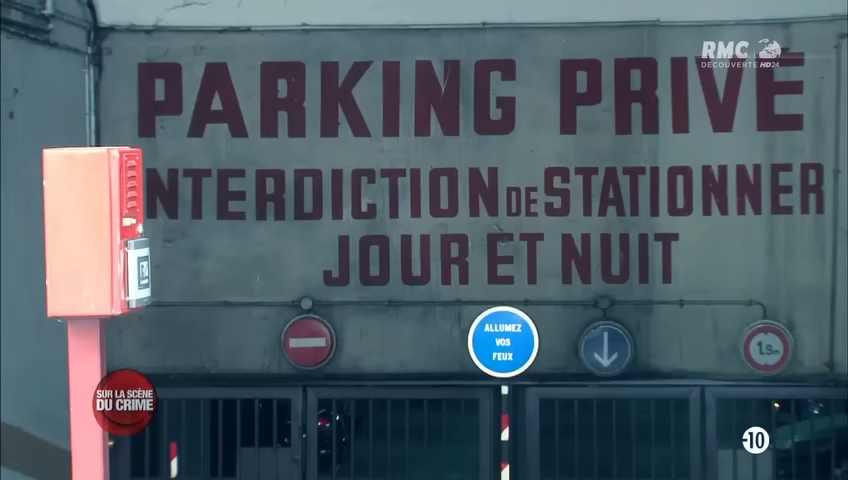 RMC
DÉCOUVERTE HD24
PARKING PRIVÉ
INTERDICTION DE STATIONNER
JOUR ET NUIT
ALLUMEZ
VOS
FEUX
1.9m
SUR LA SCÈNE
DU CRIME
-10